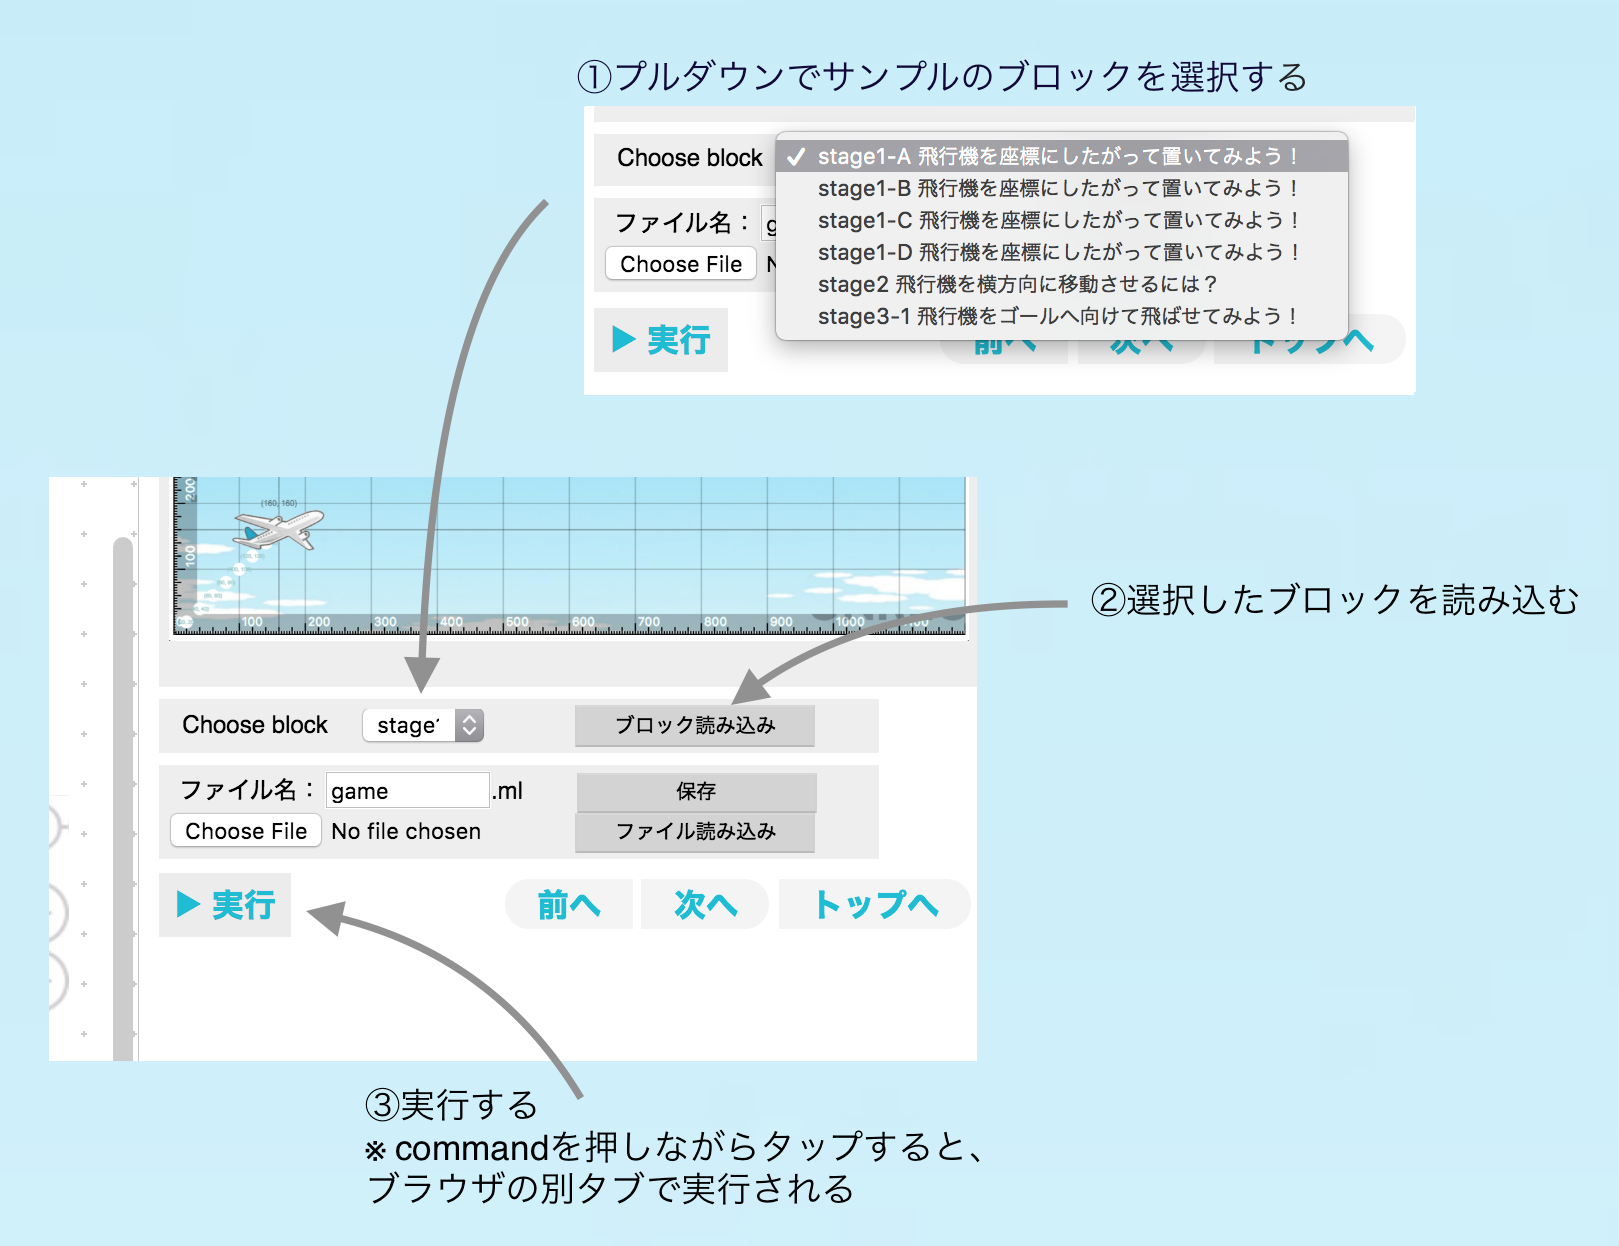 ①プルダウンでサンプルのブロックを選択する
Choose block
✓ stage1-A 飛行機を座標にしたがって置いてみよう！
stage1-B 飛行機を座標にしたがって置いてみよう！
stage1-C 飛行機を座標にしたがって置いてみよう！
stage1-D 飛行機を座標にしたがって置いてみよう！
stage2 飛行機を横方向に移動させるには？
stage3-1 飛行機をゴールへ向けて飛ばせてみよう！
ファイル名：
Choose File
▶ 実行
前へ 次へ トップへ
200
(160, 160)
100
100 200 300 400 500 600 700 800 900 1000
②選択したブロックを読み込む
Choose block stage1 ブロック読み込み
ファイル名： game .ml 保存
Choose File No file chosen ファイル読み込み
▶ 実行 前へ 次へ トップへ
③実行する
※ commandを押しながらタップすると、
ブラウザの別タブで実行される